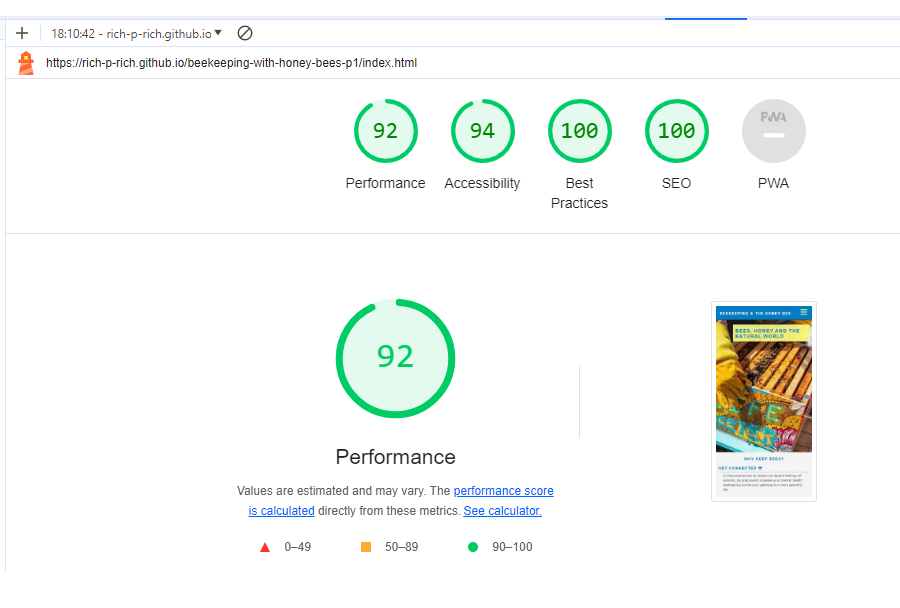 18:10:42 - rich-p-rich.github.io
https://rich-p-rich.github.io/beekeeping-with-honey-bees-p1/index.html
92
94
100
100
PWA
Performance
Accessibility
Best
Practices
SEO
PWA
92
Performance
Values are estimated and may vary. The performance score
is calculated directly from these metrics. See calculator.
0–49
50–89
90–100
BEEKEEPING & THE HONEY BEE
BEES, HONEY AND THE
NATURAL WORLD
WHY KEEP BEES?
GET CONNECTED